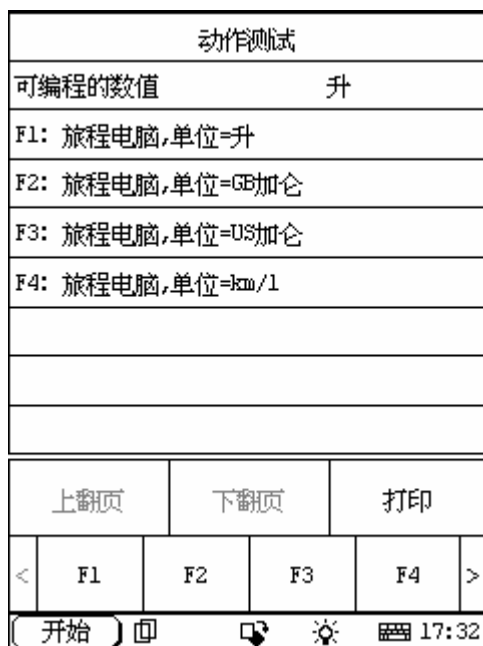 动作测试
可编程的数值 升
F1: 旅程电脑,单位=升
F2: 旅程电脑,单位=GB加仑
F3: 旅程电脑,单位=US加仑
F4: 旅程电脑,单位=km/l
上翻页 下翻页 打印
< F1 F2 F3 F4 >
开始 17:32